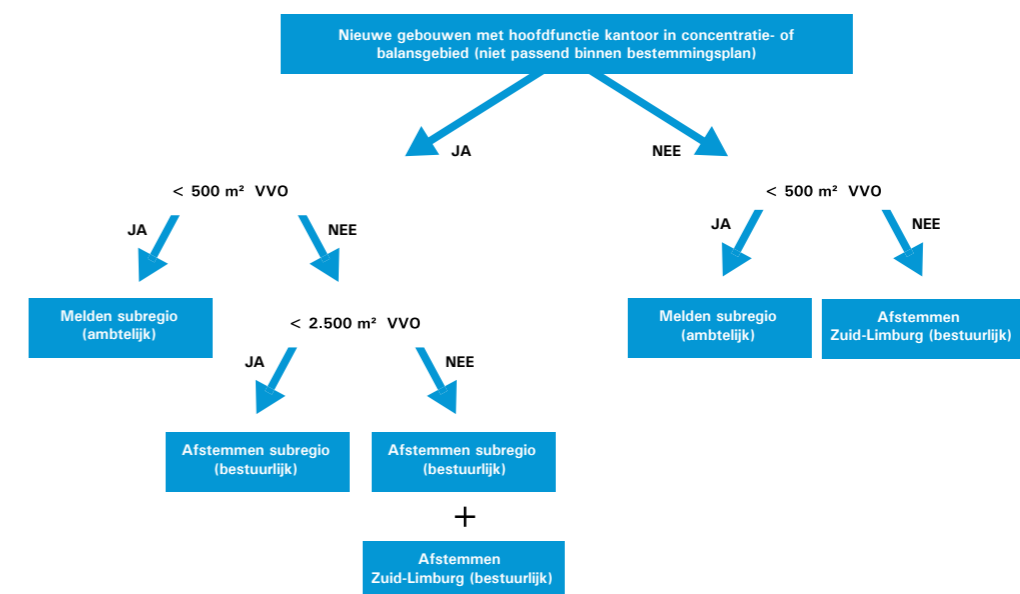 Nieuwe gebouwen met hoofdfunctie kantoor in concentratie- of
balansgebied (niet passend binnen bestemmingsplan)
JA
NEE
< 500 m² VVO
< 500 m² VVO
JA
NEE
JA
NEE
Melden subregio
(ambtelijk)
< 2.500 m² VVO
Melden subregio
(ambtelijk)
Afstemmen
Zuid-Limburg (bestuurlijk)
JA
NEE
Afstemmen subregio
(bestuurlijk)
Afstemmen subregio
(bestuurlijk)
+
Afstemmen
Zuid-Limburg (bestuurlijk)